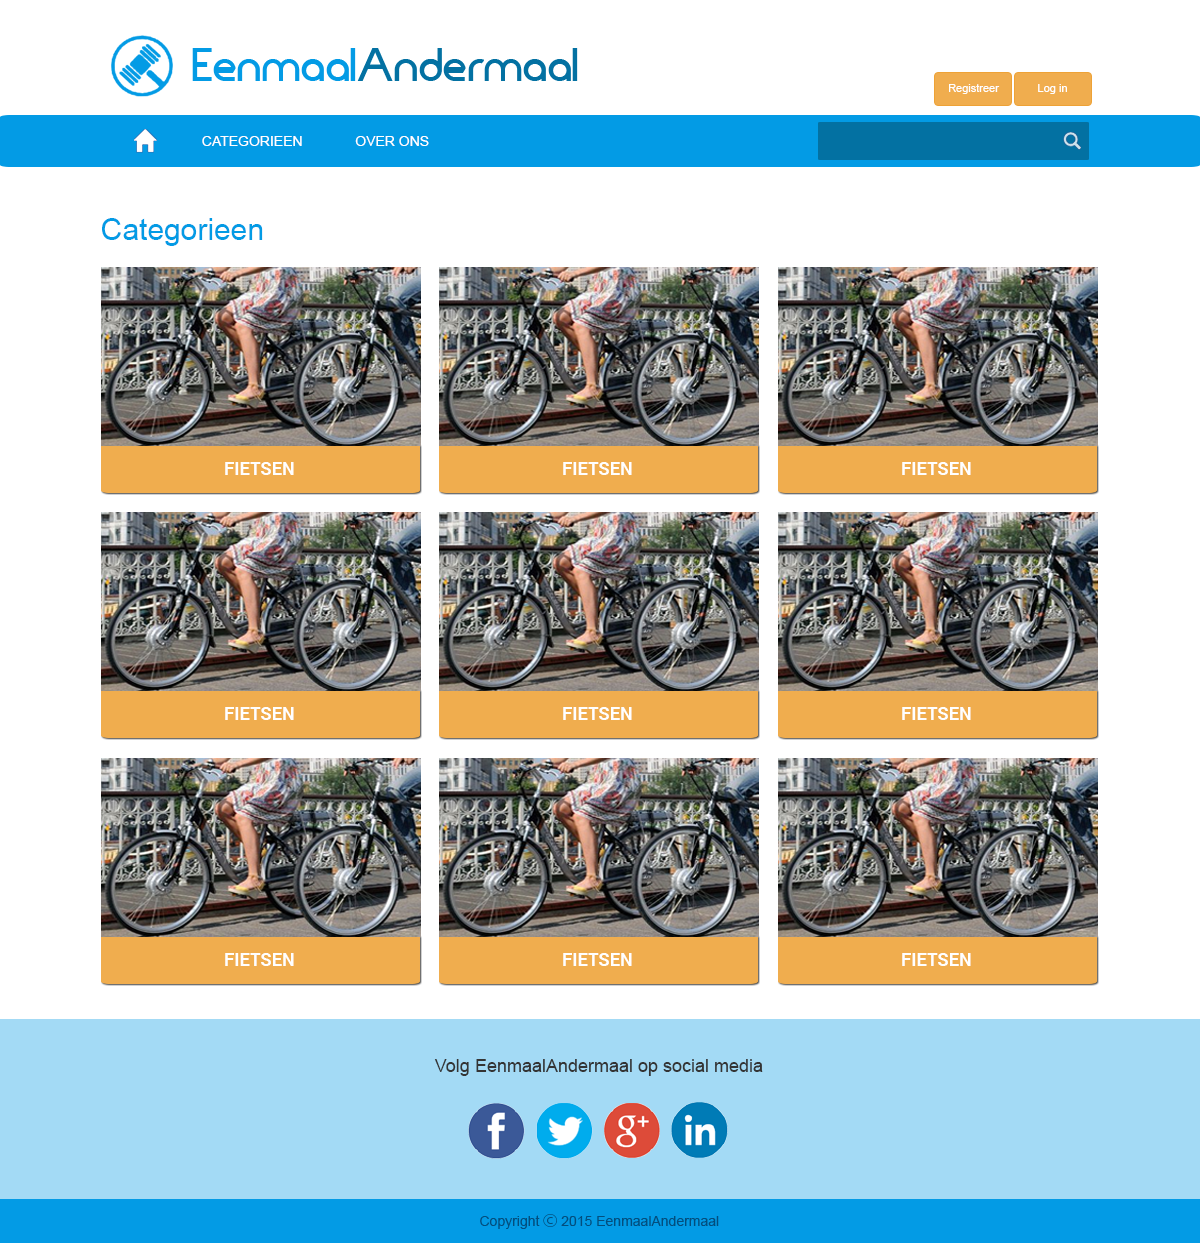 EenmaalAndermaal
Registreer
Log in
CATEGORIEEN
OVER ONS
Categorieen
FIETSEN
FIETSEN
FIETSEN
FIETSEN
FIETSEN
FIETSEN
FIETSEN
FIETSEN
FIETSEN
Volg EenmaalAndermaal op social media
f
g+
in
Copyright © 2015 EenmaalAndermaal